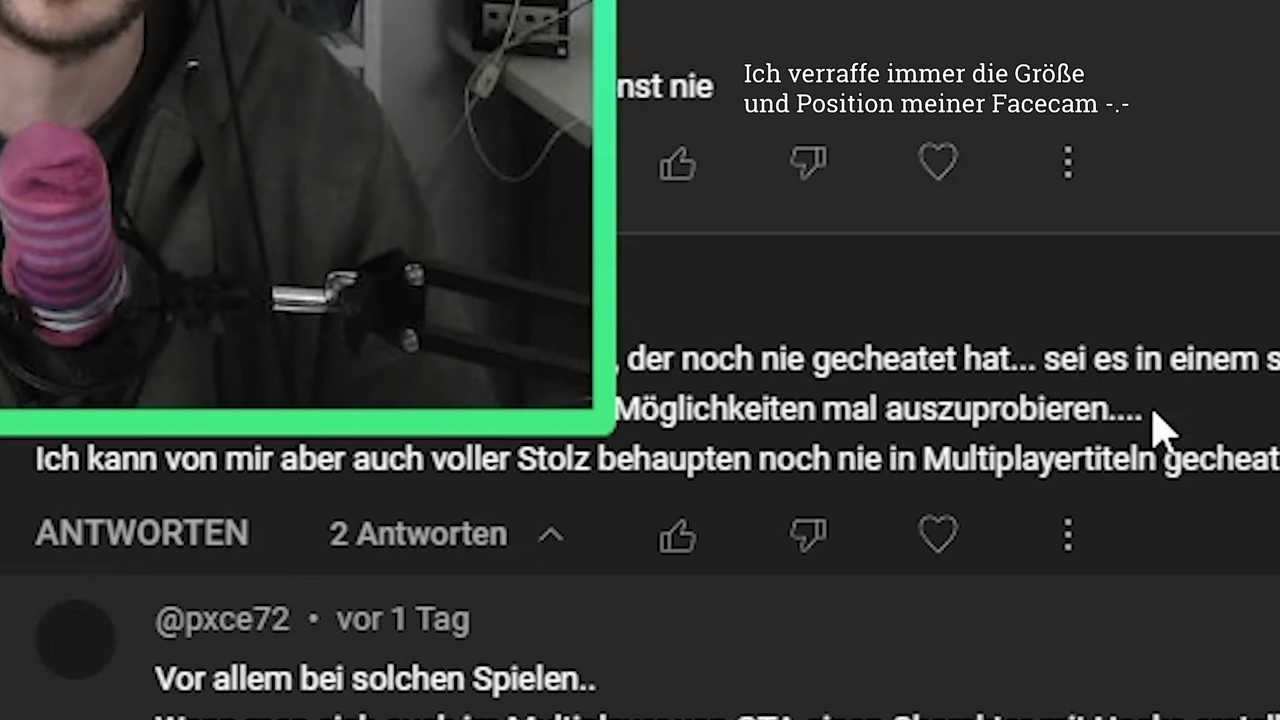 nst nie
Ich verraffe immer die Größe
und Position meiner Facecam -.-
, der noch nie gecheatet hat... sei es in einem s
Möglichkeiten mal auszuprobieren....
Ich kann von mir aber auch voller Stolz behaupten noch nie in Multiplayertiteln gecheat
ANTWORTEN 2 Antworten
@pxce72 • vor 1 Tag
Vor allem bei solchen Spielen..